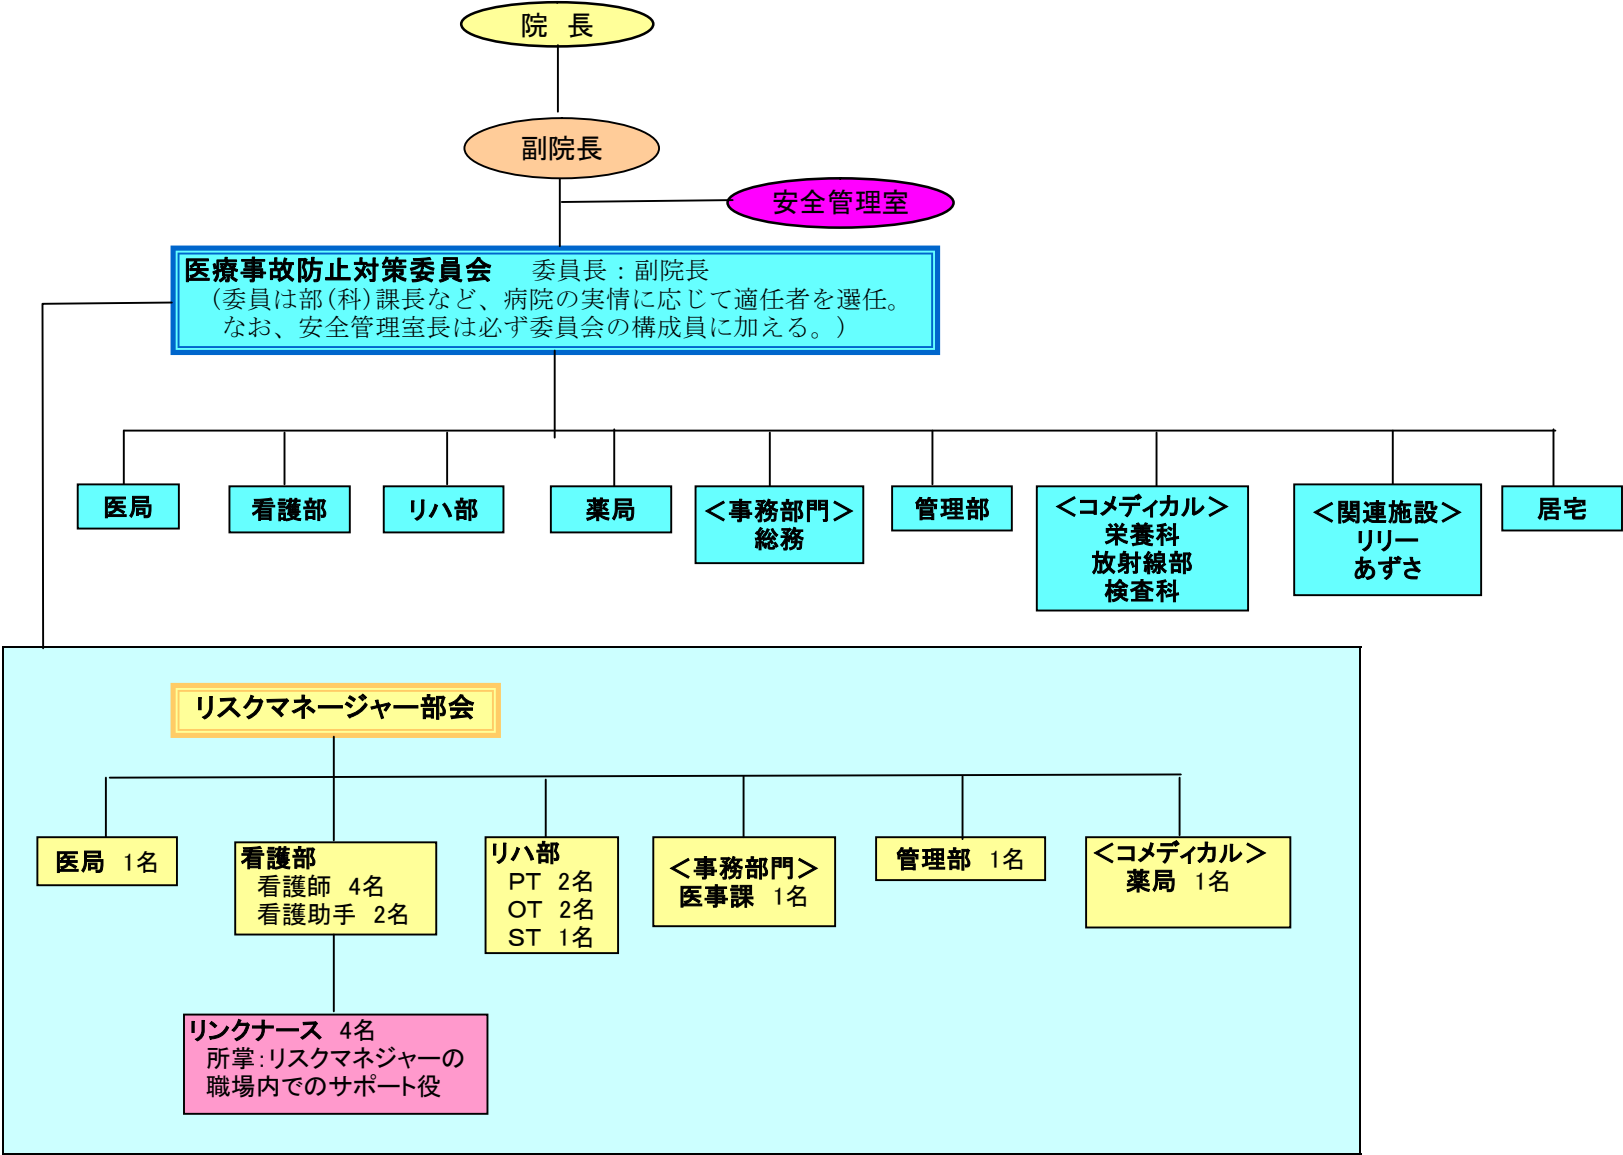 院 長
副院長
安全管理室
医療事故防止対策委員会 委員長：副院長
（委員は部（科）課長など、病院の実情に応じて適任者を選任。
なお、安全管理室長は必ず委員会の構成員に加える。）
医局
看護部
リハ部
薬局
＜事務部門＞
総務
管理部
＜コメディカル＞
栄養科
放射線部
検査科
＜関連施設＞
リリー
あずさ
居宅
リスクマネージャー部会
医局 1名
看護部
看護師 4名
看護助手 2名
リハ部
PT 2名
OT 2名
ST 1名
＜事務部門＞
医事課 1名
管理部 1名
＜コメディカル＞
薬局 1名
リンクナース 4名
所掌：リスクマネジャーの
職場内でのサポート役